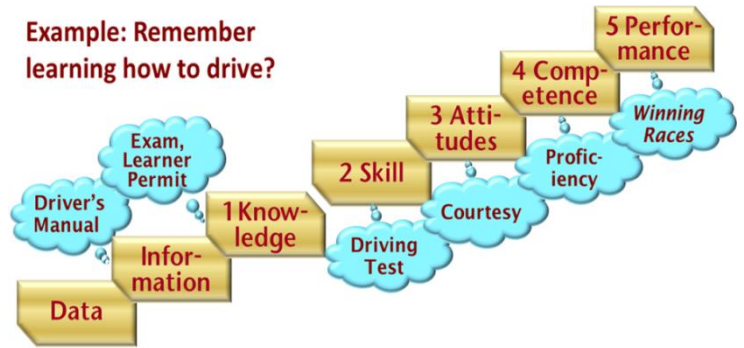 Example: Remember
learning how to drive?
Data
Infor-
mation
Driver's
Manual
1 Know-
ledge
Exam,
Learner
Permit
2 Skill
Driving
Test
3 Atti-
tudes
Courtesy
4 Comp-
etence
Profic-
iency
5 Perfor-
mance
Winning
Races